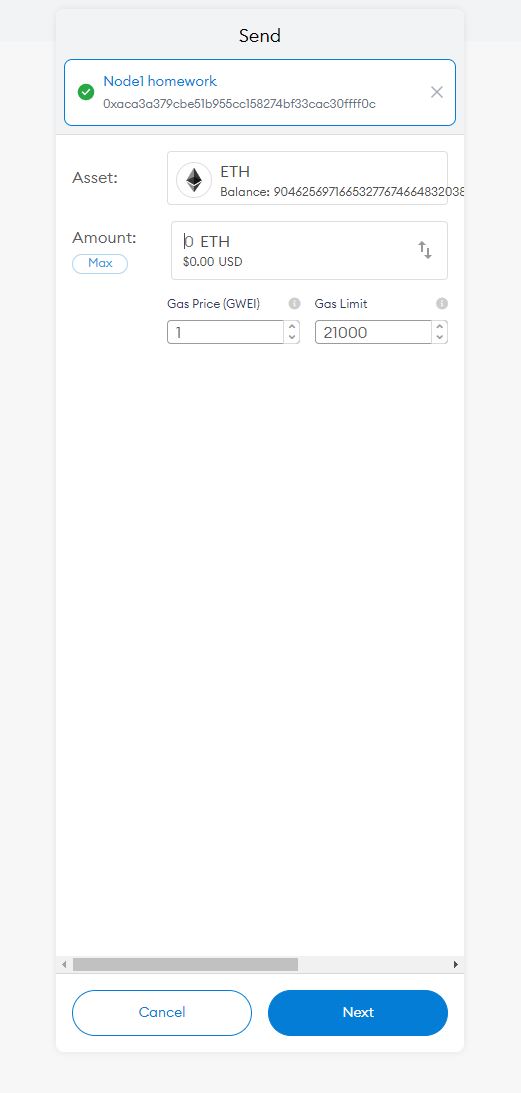 Send
Node1 homework
0xaca3a379cbe51b955cc158274bf33cac30ffff0c
Asset:
ETH
Balance: 90462569716653277674664832038
Amount:
0 ETH
Max
$0.00 USD
Gas Price (GWEI)
Gas Limit
1
21000
Cancel
Next